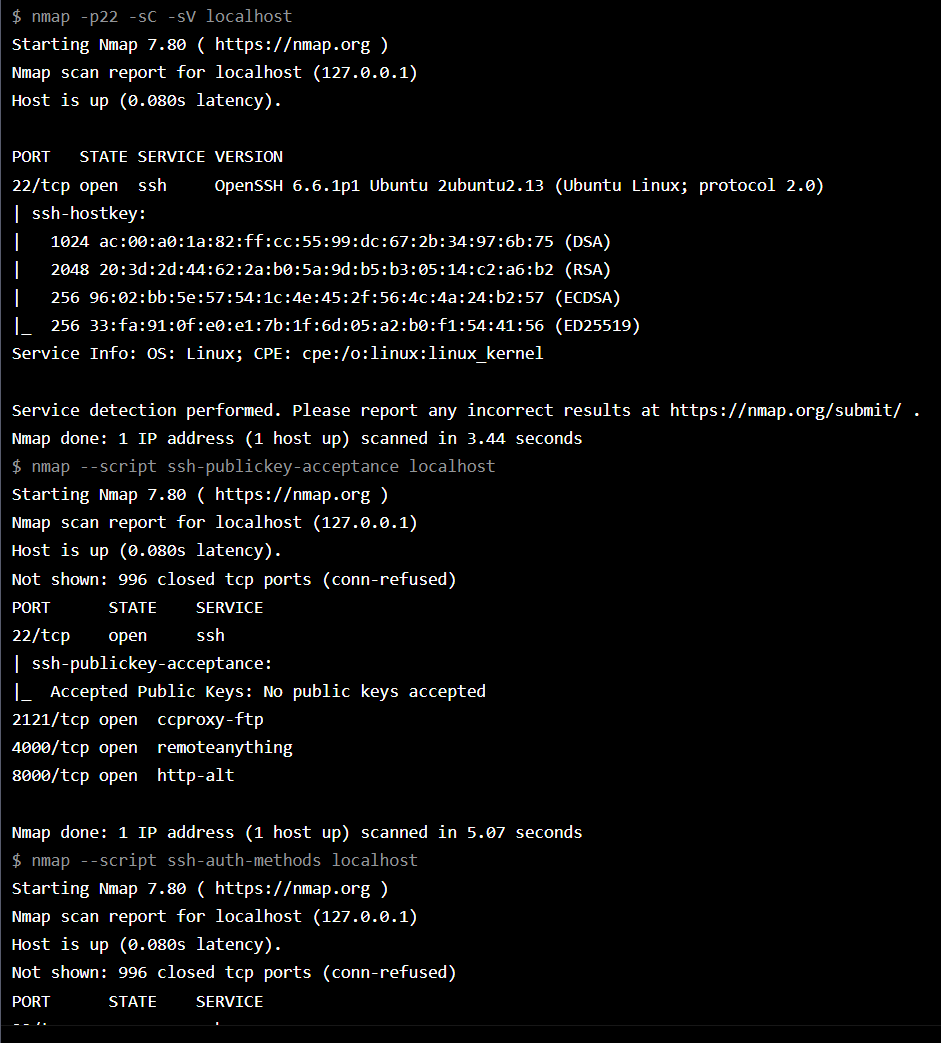 $ nmap -p22 -sC -sV localhost
Starting Nmap 7.80 ( https://nmap.org )
Nmap scan report for localhost (127.0.0.1)
Host is up (0.080s latency).
PORT   STATE SERVICE VERSION
22/tcp open  ssh     OpenSSH 6.6.1p1 Ubuntu 2ubuntu2.13 (Ubuntu Linux; protocol 2.0)
| ssh-hostkey:
|   1024 ac:00:a0:1a:82:ff:cc:55:99:dc:67:2b:34:97:6b:75 (DSA)
|   2048 20:3d:2d:44:62:2a:b0:5a:9d:b5:b3:05:14:c2:a6:b2 (RSA)
|   256 96:02:bb:5e:57:54:1c:4e:45:2f:56:4c:4a:24:b2:57 (ECDSA)
|_  256 33:fa:91:0f:e0:e1:7b:1f:6d:05:a2:b0:f1:54:41:56 (ED25519)
Service Info: OS: Linux; CPE: cpe:/o:linux:linux_kernel
Service detection performed. Please report any incorrect results at https://nmap.org/submit/ .
Nmap done: 1 IP address (1 host up) scanned in 3.44 seconds
$ nmap --script ssh-publickey-acceptance localhost
Starting Nmap 7.80 ( https://nmap.org )
Nmap scan report for localhost (127.0.0.1)
Host is up (0.080s latency).
Not shown: 996 closed tcp ports (conn-refused)
PORT      STATE    SERVICE
22/tcp    open     ssh
| ssh-publickey-acceptance:
|_  Accepted Public Keys: No public keys accepted
2121/tcp open  ccproxy-ftp
4000/tcp open  remoteanything
8000/tcp open  http-alt
Nmap done: 1 IP address (1 host up) scanned in 5.07 seconds
$ nmap --script ssh-auth-methods localhost
Starting Nmap 7.80 ( https://nmap.org )
Nmap scan report for localhost (127.0.0.1)
Host is up (0.080s latency).
Not shown: 996 closed tcp ports (conn-refused)
PORT      STATE    SERVICE